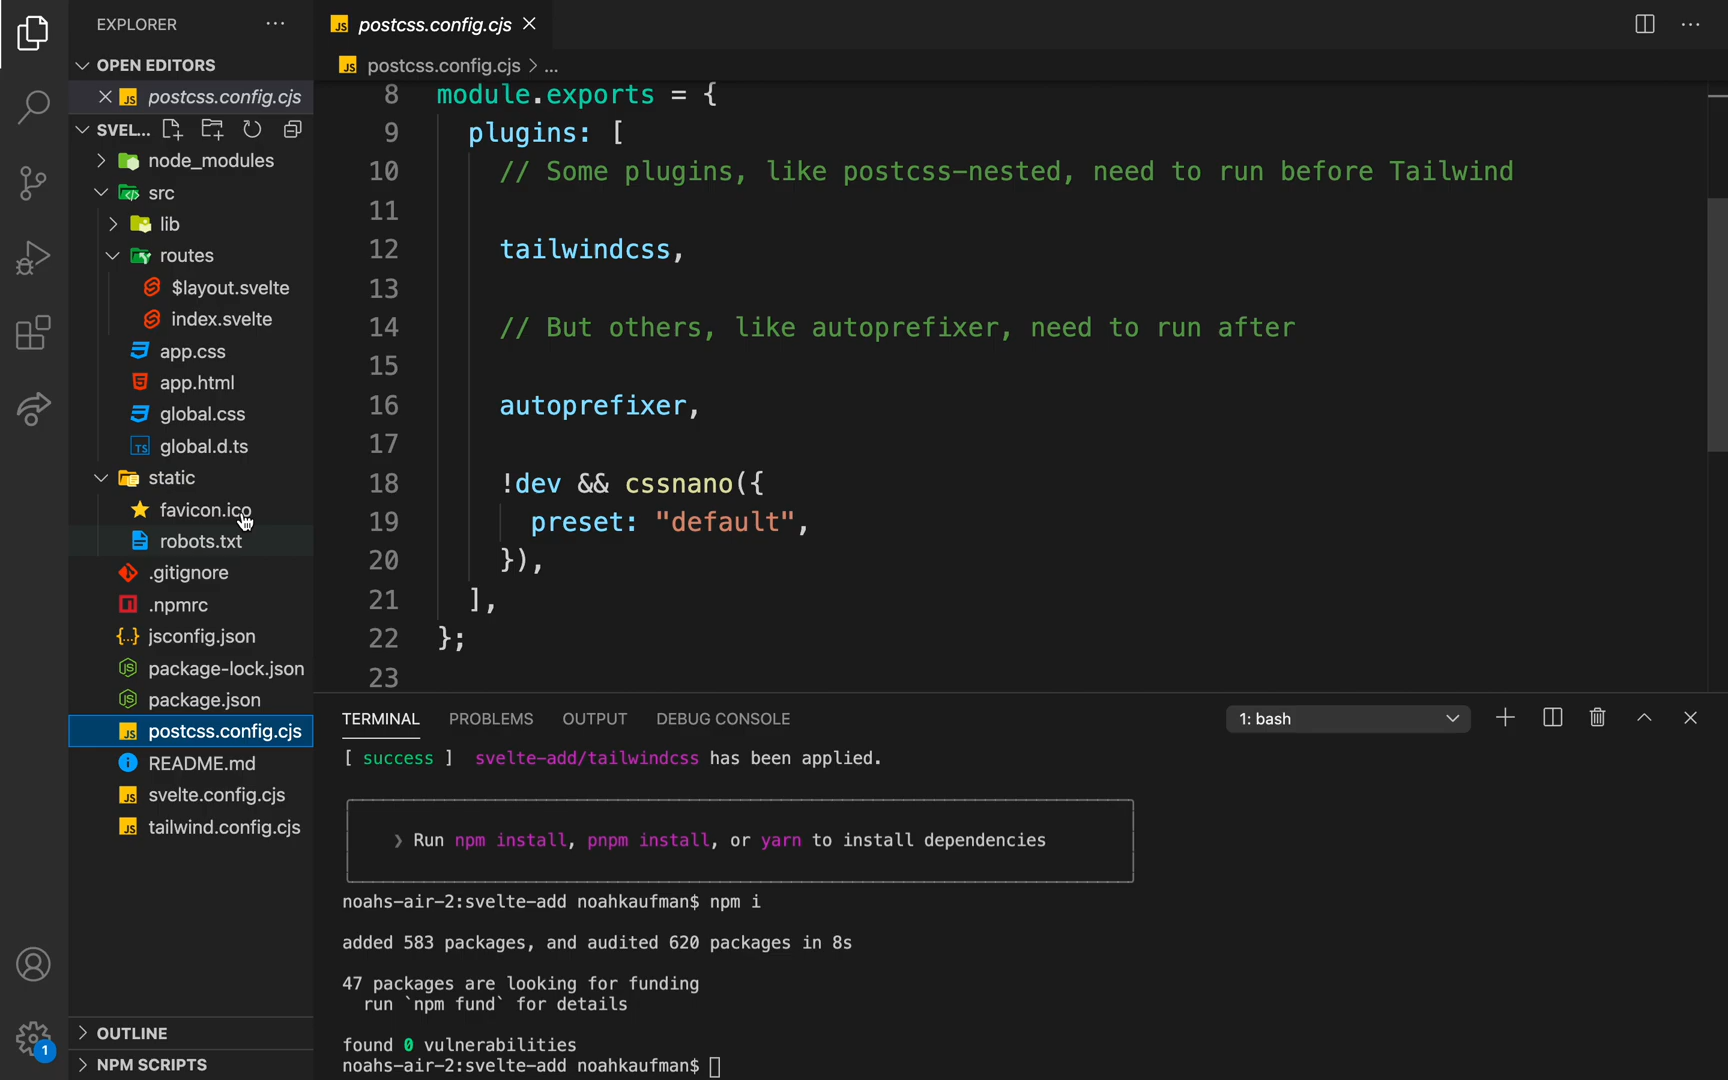 EXPLORER
OPEN EDITORS
postcss.config.cjs
SVEL...
node_modules
src
lib
routes
$layout.svelte
index.svelte
app.css
app.html
global.css
global.d.ts
static
favicon.ico
robots.txt
.gitignore
.npmrc
jsconfig.json
package-lock.json
package.json
postcss.config.cjs
README.md
svelte.config.cjs
tailwind.config.cjs
OUTLINE
NPM SCRIPTS
1
JS postcss.config.cjs
JS postcss.config.cjs > ...
8 module.exports = {
9 plugins: [
10 // Some plugins, like postcss-nested, need to run before Tailwind
11
12 tailwindcss,
13
14 // But others, like autoprefixer, need to run after
15
16 autoprefixer,
17
18 !dev && cssnano({
19 preset: "default",
20 }),
21 ],
22 };
23
TERMINAL PROBLEMS OUTPUT DEBUG CONSOLE 1: bash
[ success ] svelte-add/tailwindcss has been applied.
❯ Run npm install, pnpm install, or yarn to install dependencies
noahs-air-2:svelte-add noahkaufman$ npm i
added 583 packages, and audited 620 packages in 8s
47 packages are looking for funding
run `npm fund` for details
found 0 vulnerabilities
noahs-air-2:svelte-add noahkaufman$